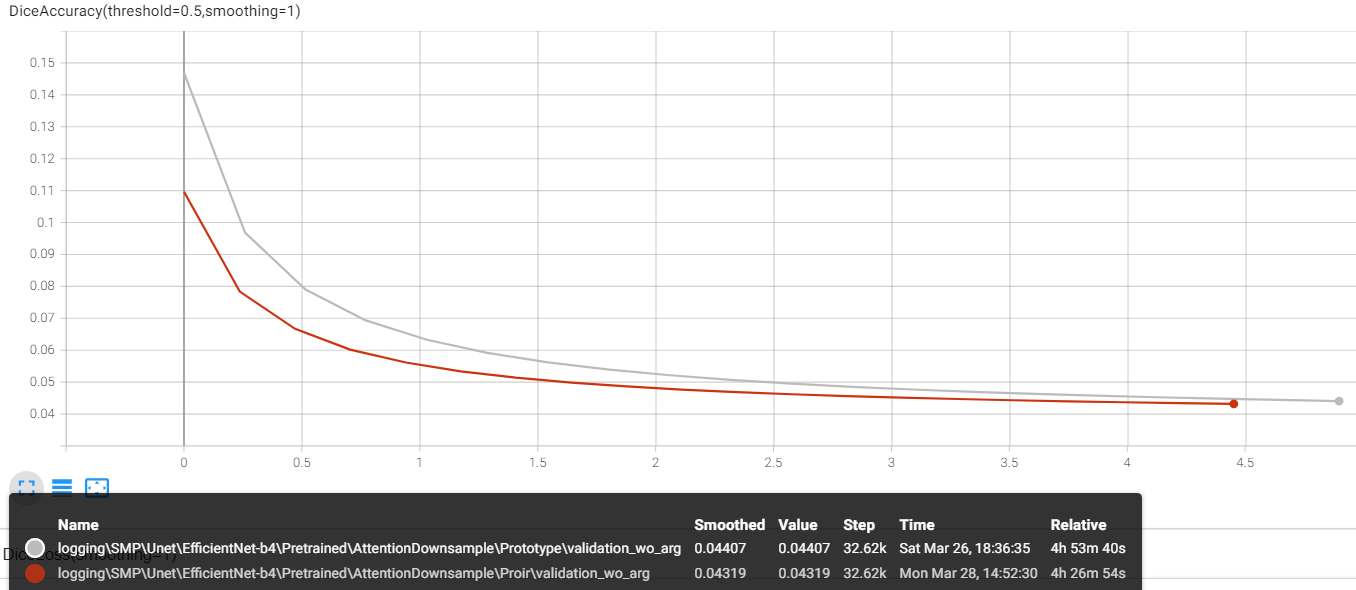 DiceAccuracy(threshold=0.5,smoothing=1)
0.15
0.14
0.13
0.12
0.11
0.1
0.09
0.08
0.07
0.06
0.05
0.04
0 0.5 1 1.5 2 2.5 3 3.5 4 4.5
Name Smoothed Value Step Time Relative
logging\SMP\Unet\EfficientNet-b4\Pretrained\AttentionDownsample\Prototype\validation_wo_arg 0.04407 0.04407 32.62k Sat Mar 26, 18:36:35 4h 53m 40s
DiceLoss(smoothing=1)
logging\SMP\Unet\EfficientNet-b4\Pretrained\AttentionDownsample\Proir\validation_wo_arg 0.04319 0.04319 32.62k Mon Mar 28, 14:52:30 4h 26m 54s